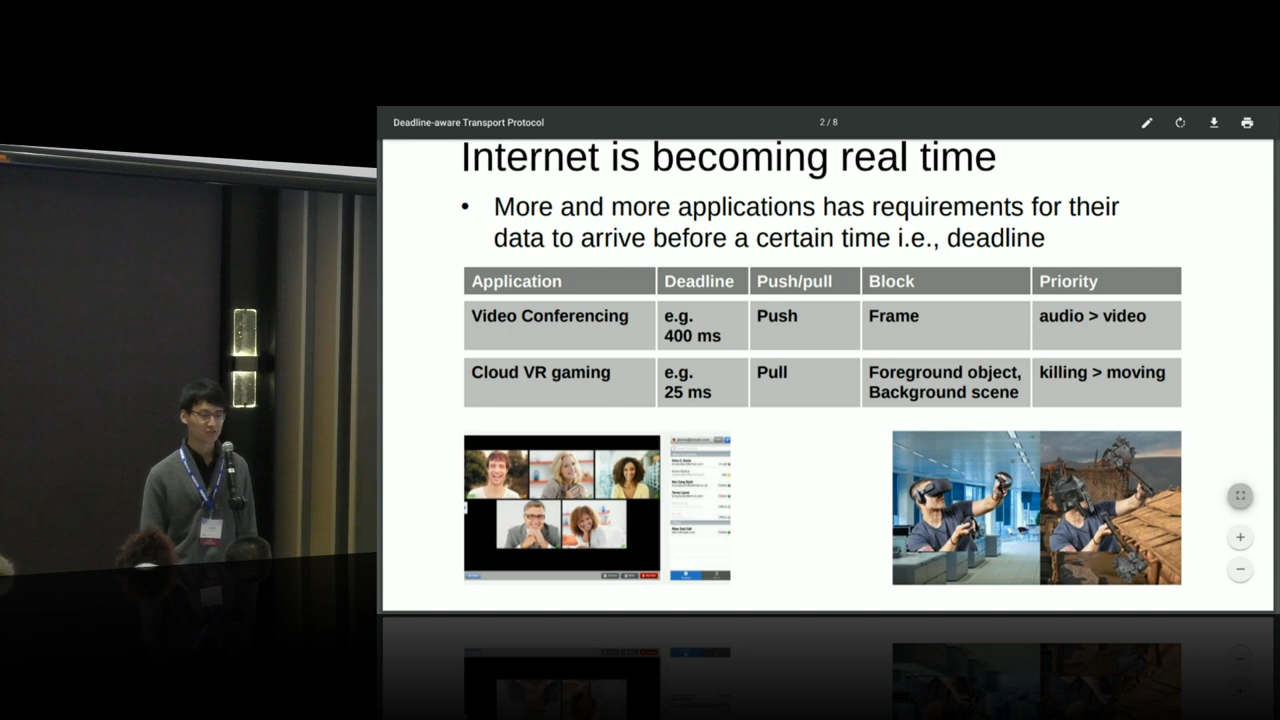 Deadline-aware Transport Protocol
2 / 8
Internet is becoming real time
• More and more applications has requirements for their
data to arrive before a certain time i.e., deadline
Application Deadline Push/pull Block Priority
Video Conferencing e.g. Push Frame audio > video
400 ms
Cloud VR gaming e.g. Pull Foreground object, killing > moving
25 ms Background scene